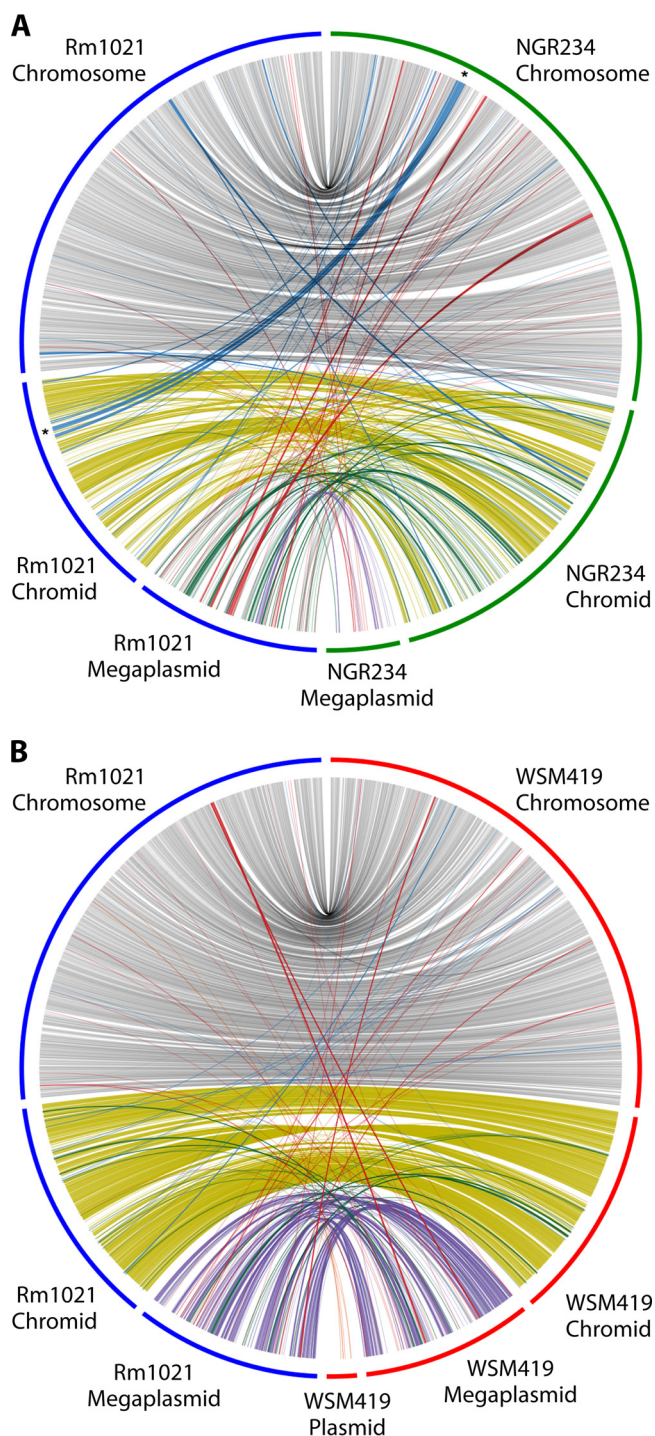 A
Rm1021
Chromosome
NGR234
Chromosome
*
*
Rm1021
Chromid
NGR234
Chromid
Rm1021
Megaplasmid
NGR234
Megaplasmid
B
Rm1021
Chromosome
WSM419
Chromosome
Rm1021
Chromid
WSM419
Chromid
Rm1021
Megaplasmid
WSM419
Plasmid
WSM419
Megaplasmid